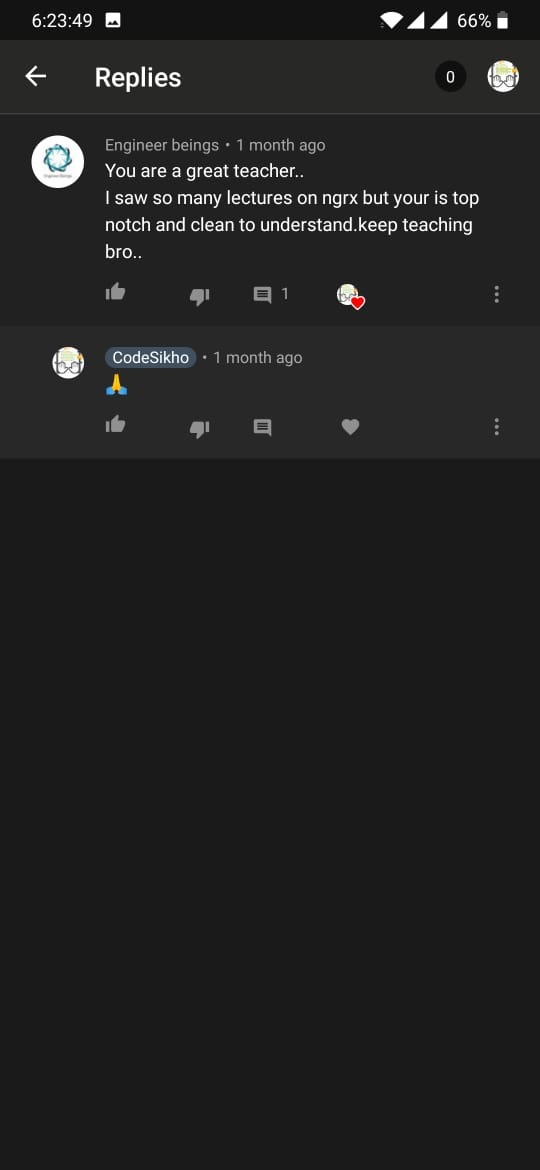 6:23:49 66%
Replies 0
Engineer beings • 1 month ago
You are a great teacher..
I saw so many lectures on ngrx but your is top
notch and clean to understand.keep teaching
bro..
1
CodeSikho • 1 month ago
🙏